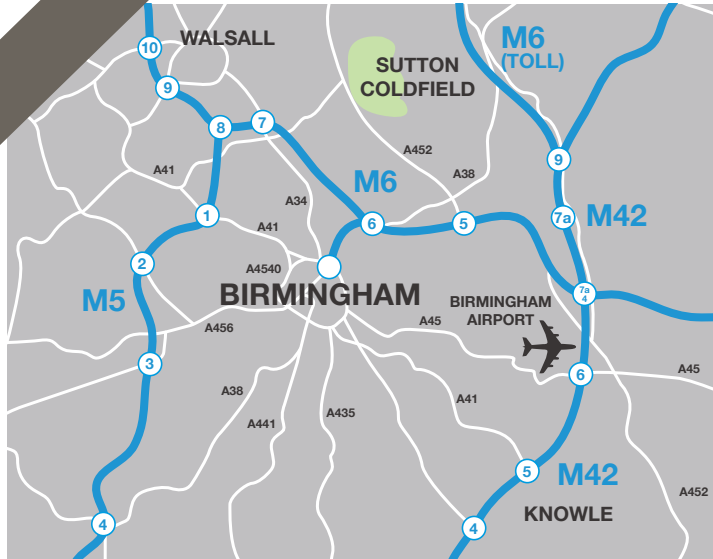 WALSALL
10
M6
(TOLL)
SUTTON
COLDFIELD
9
8
7
A452
9
A41
A38
M6
A34
1
A41
6
5
7a
M42
2
A4540
BIRMINGHAM
7a
4
M5
BIRMINGHAM
AIRPORT
A456
A45
3
6
A45
A38
A41
A441
A435
5
M42
A452
KNOWLE
4
4